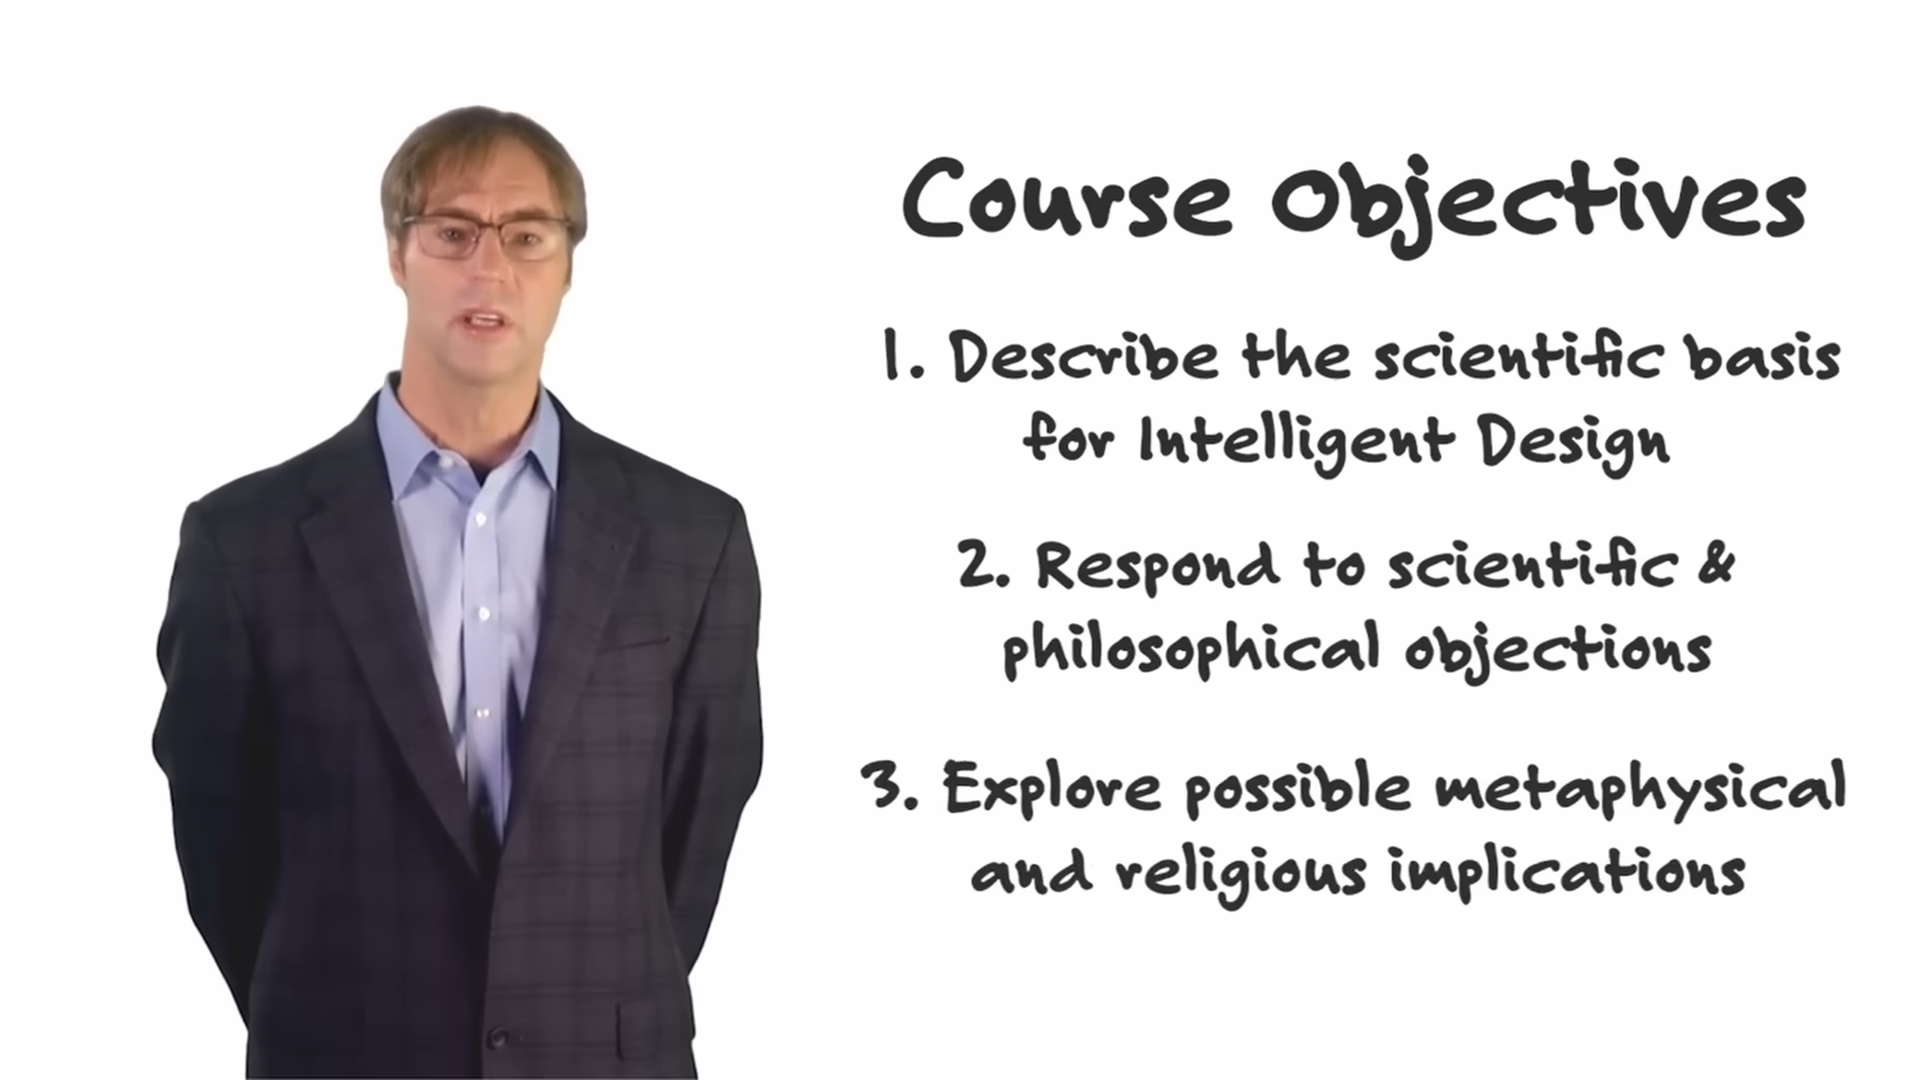 Course Objectives
1. Describe the scientific basis
for Intelligent Design
2. Respond to scientific &
philosophical objections
3. Explore possible metaphysical
and religious implications